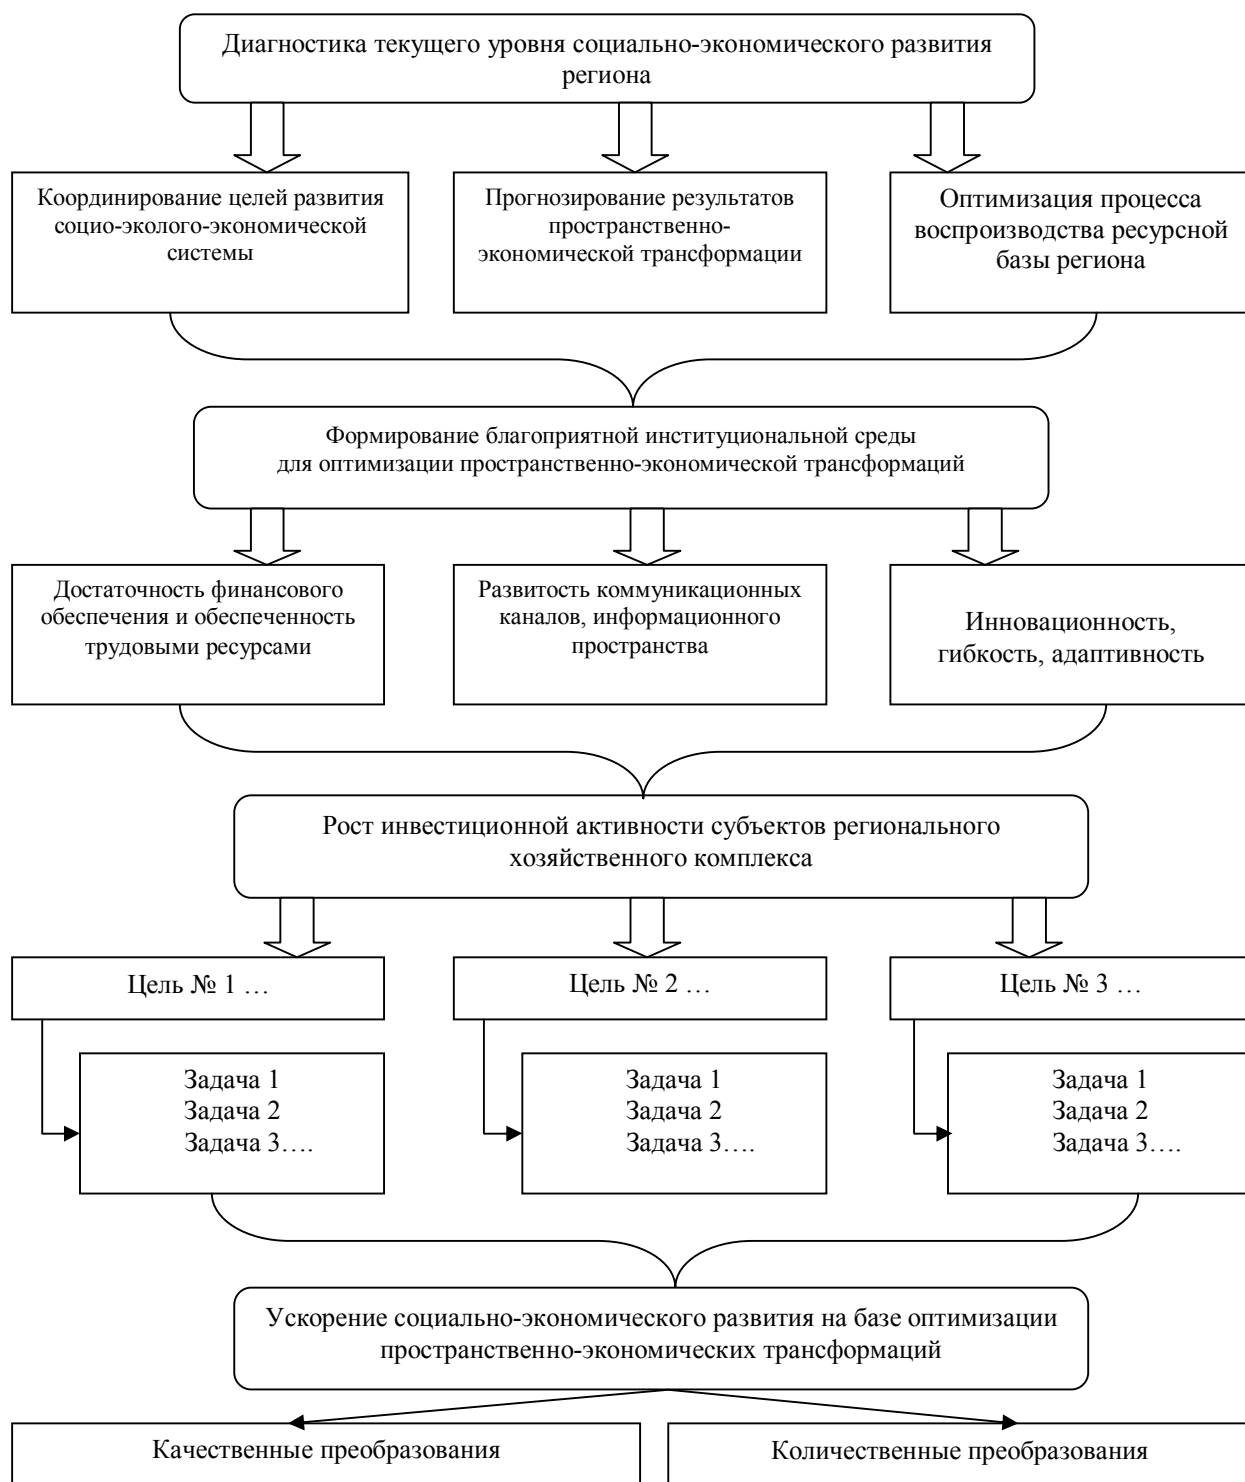 Диагностика текущего уровня социально-экономического развития
региона
Координирование целей развития
социо-эколого-экономической
системы
Прогнозирование результатов
пространственно-
экономической трансформации
Оптимизация процесса
воспроизводства ресурсной
базы региона
Формирование благоприятной институциональной среды
для оптимизации пространственно-экономической трансформаций
Достаточность финансового
обеспечения и обеспеченность
трудовыми ресурсами
Развитость коммуникационных
каналов, информационного
пространства
Инновационность,
гибкость, адаптивность
Рост инвестиционной активности субъектов регионального
хозяйственного комплекса
Цель № 1 …
Цель № 2 …
Цель № 3 …
Задача 1
Задача 2
Задача 3….
Задача 1
Задача 2
Задача 3….
Задача 1
Задача 2
Задача 3….
Ускорение социально-экономического развития на базе оптимизации
пространственно-экономических трансформаций
Качественные преобразования
Количественные преобразования